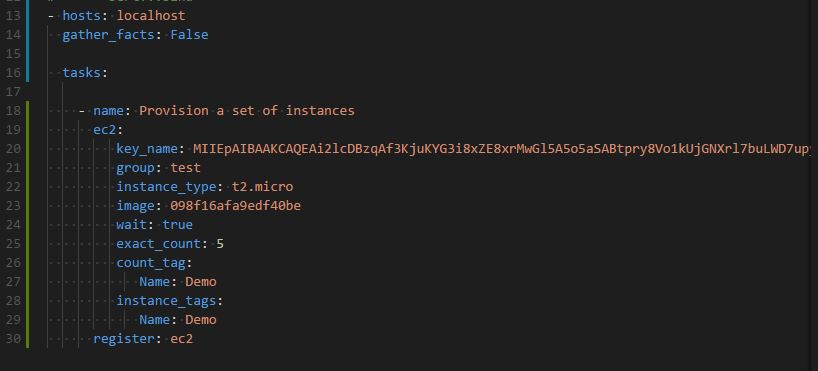 13 - hosts: localhost
14 gather_facts: False
15
16 tasks:
17
18 - name: Provision a set of instances
19 ec2:
20 key_name: MIIEpAIBAAKCAQEAi2lcDBzqAf3KjuKYG3i8xZE8xrMwGl5A5o5aSABtpry8Vo1kUjGNXrl7buLWD7upy
21 group: test
22 instance_type: t2.micro
23 image: 098f16afa9edf40be
24 wait: true
25 exact_count: 5
26 count_tag:
27 Name: Demo
28 instance_tags:
29 Name: Demo
30 register: ec2